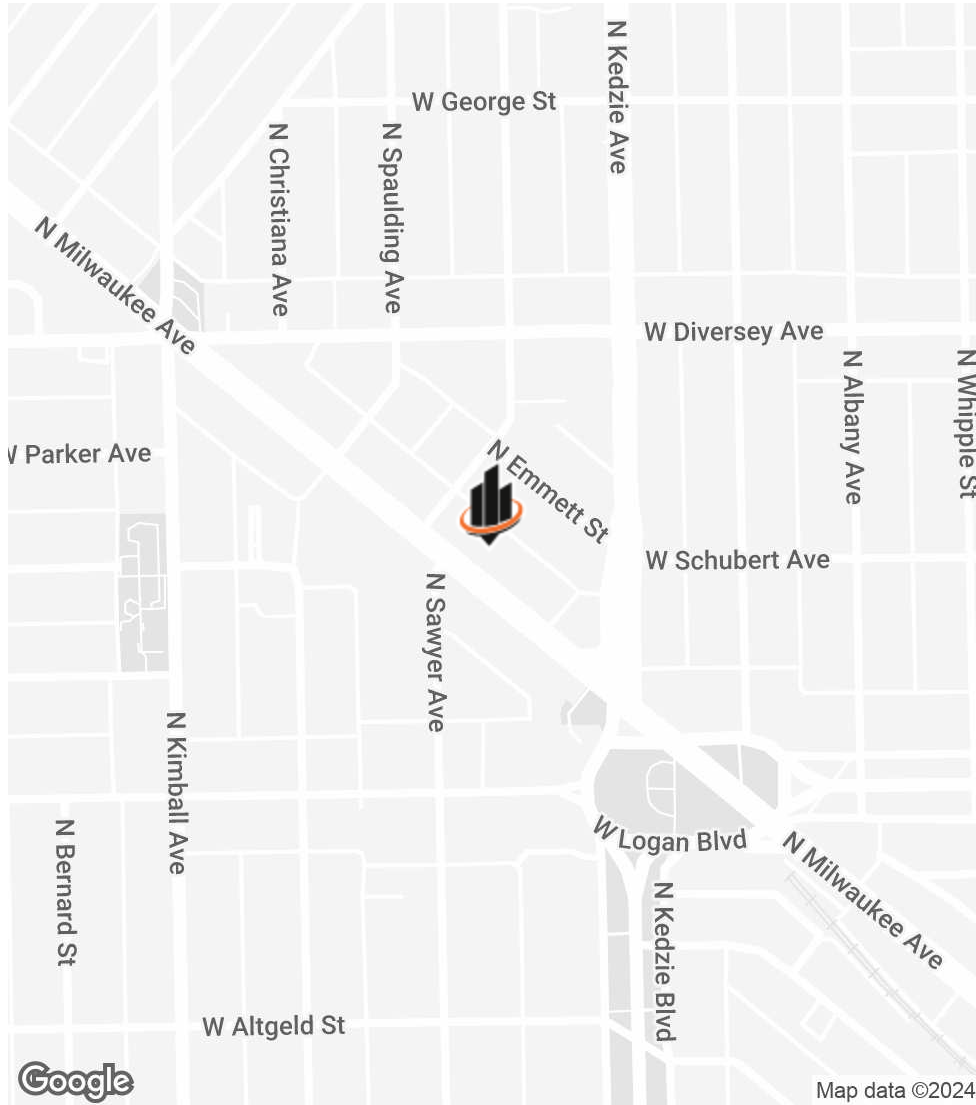 W George St
N Kedzie Ave
N Christiana Ave
N Spaulding Ave
N Milwaukee Ave
W Diversey Ave
N Albany Ave
N Whipple St
W Parker Ave
N Emmett St
W Schubert Ave
N Sawyer Ave
N Kimball Ave
N Bernard St
W Logan Blvd
N Milwaukee Ave
N Kedzie Blvd
W Altgeld St
Google
Map data ©2024